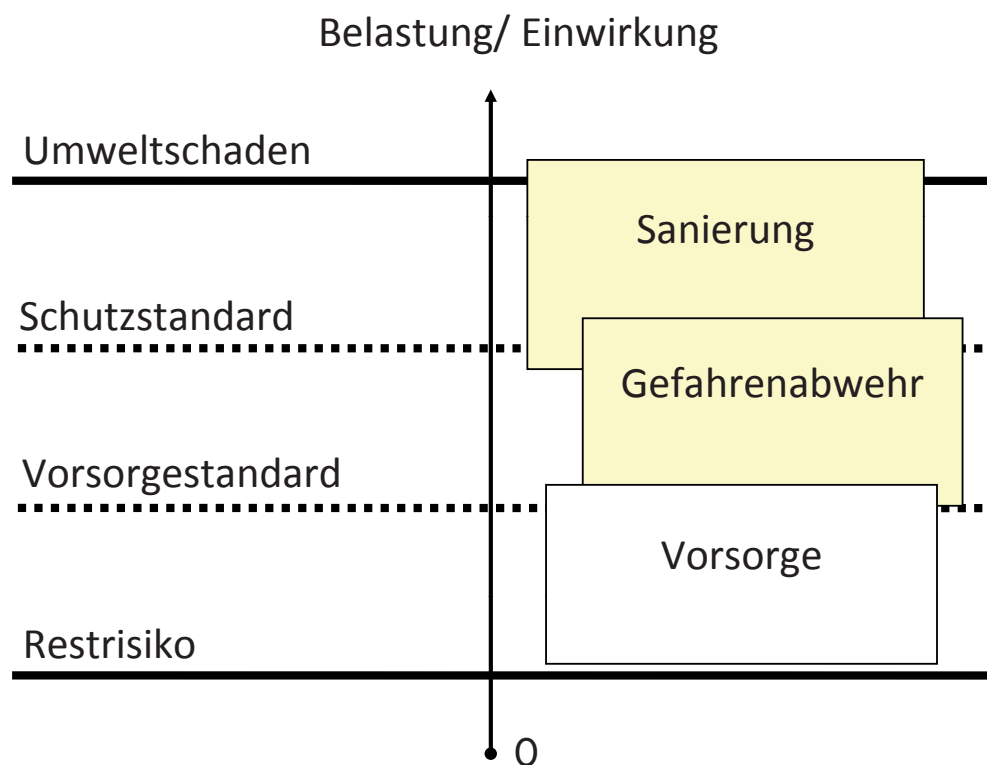 Belastung/ Einwirkung
Umweltschaden
Sanierung
Schutzstandard
Gefahrenabwehr
Vorsorgestandard
Vorsorge
Restrisiko
0